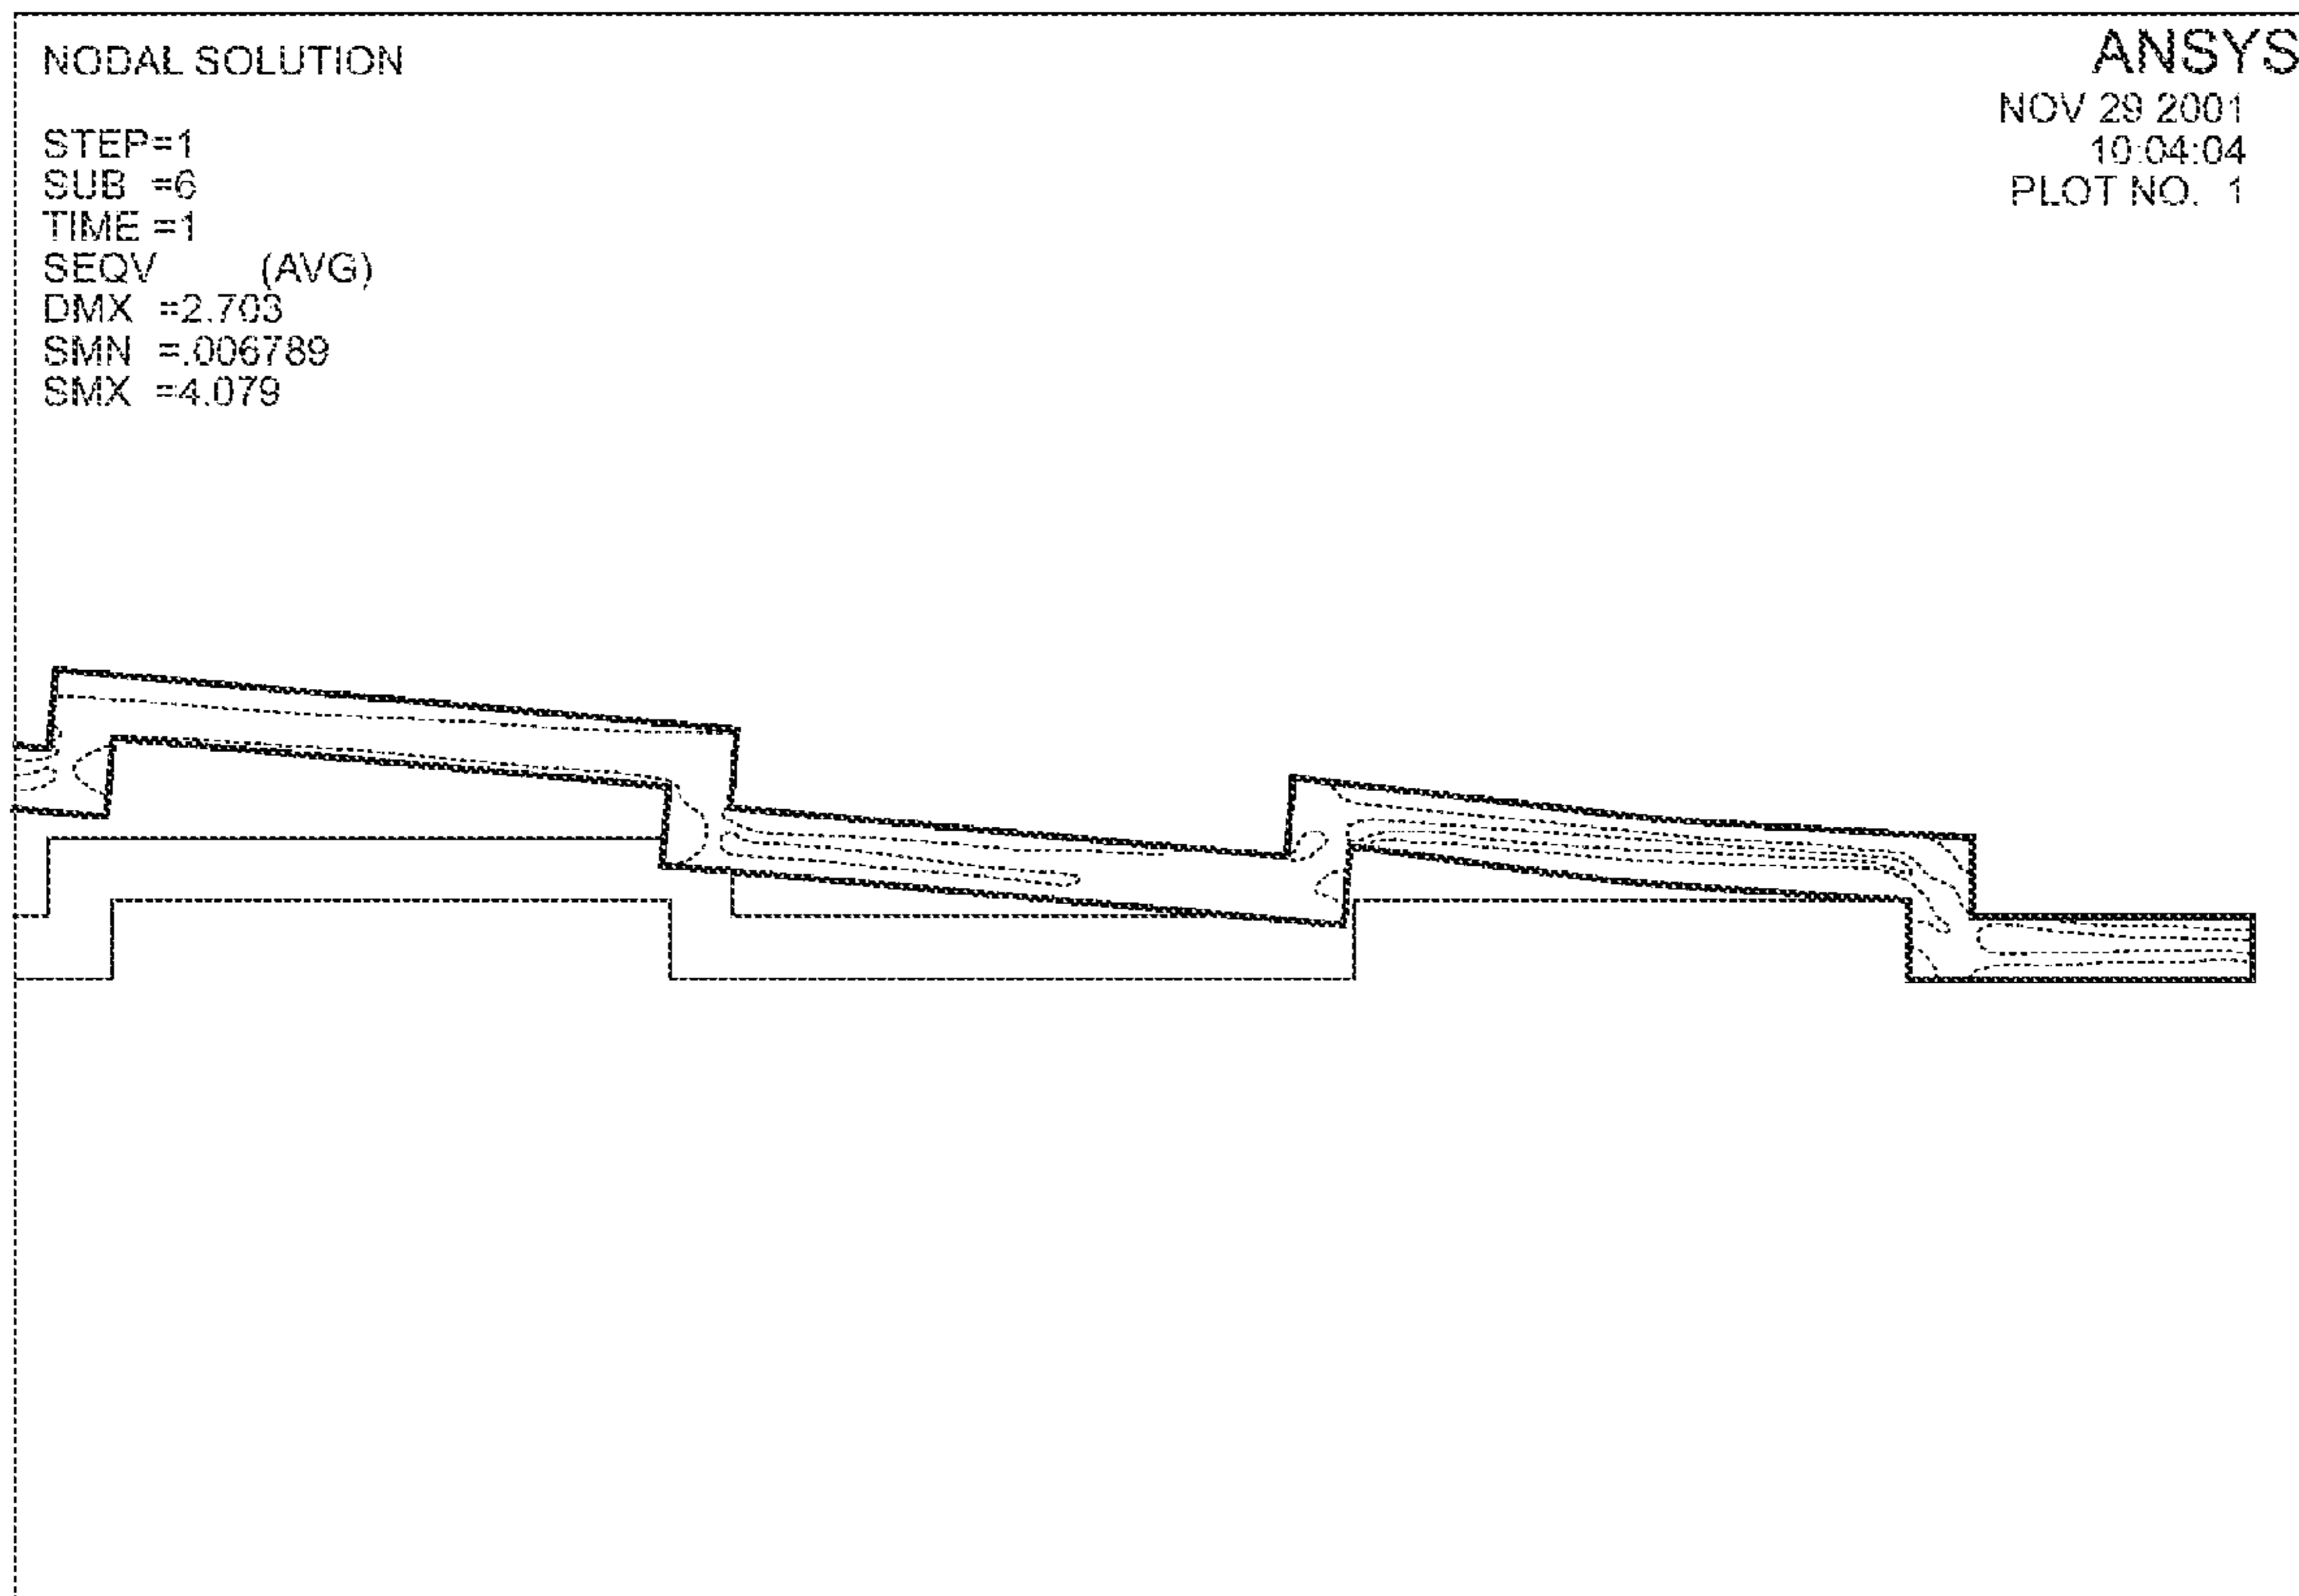 NODAL SOLUTION
STEP=1
SUB =6
TIME =1
SEQV (AVG)
DMX =2.703
SMN =.006789
SMX =4.079
ANSYS
NOV 29 2001
10:04:04
PLOT NO. 1